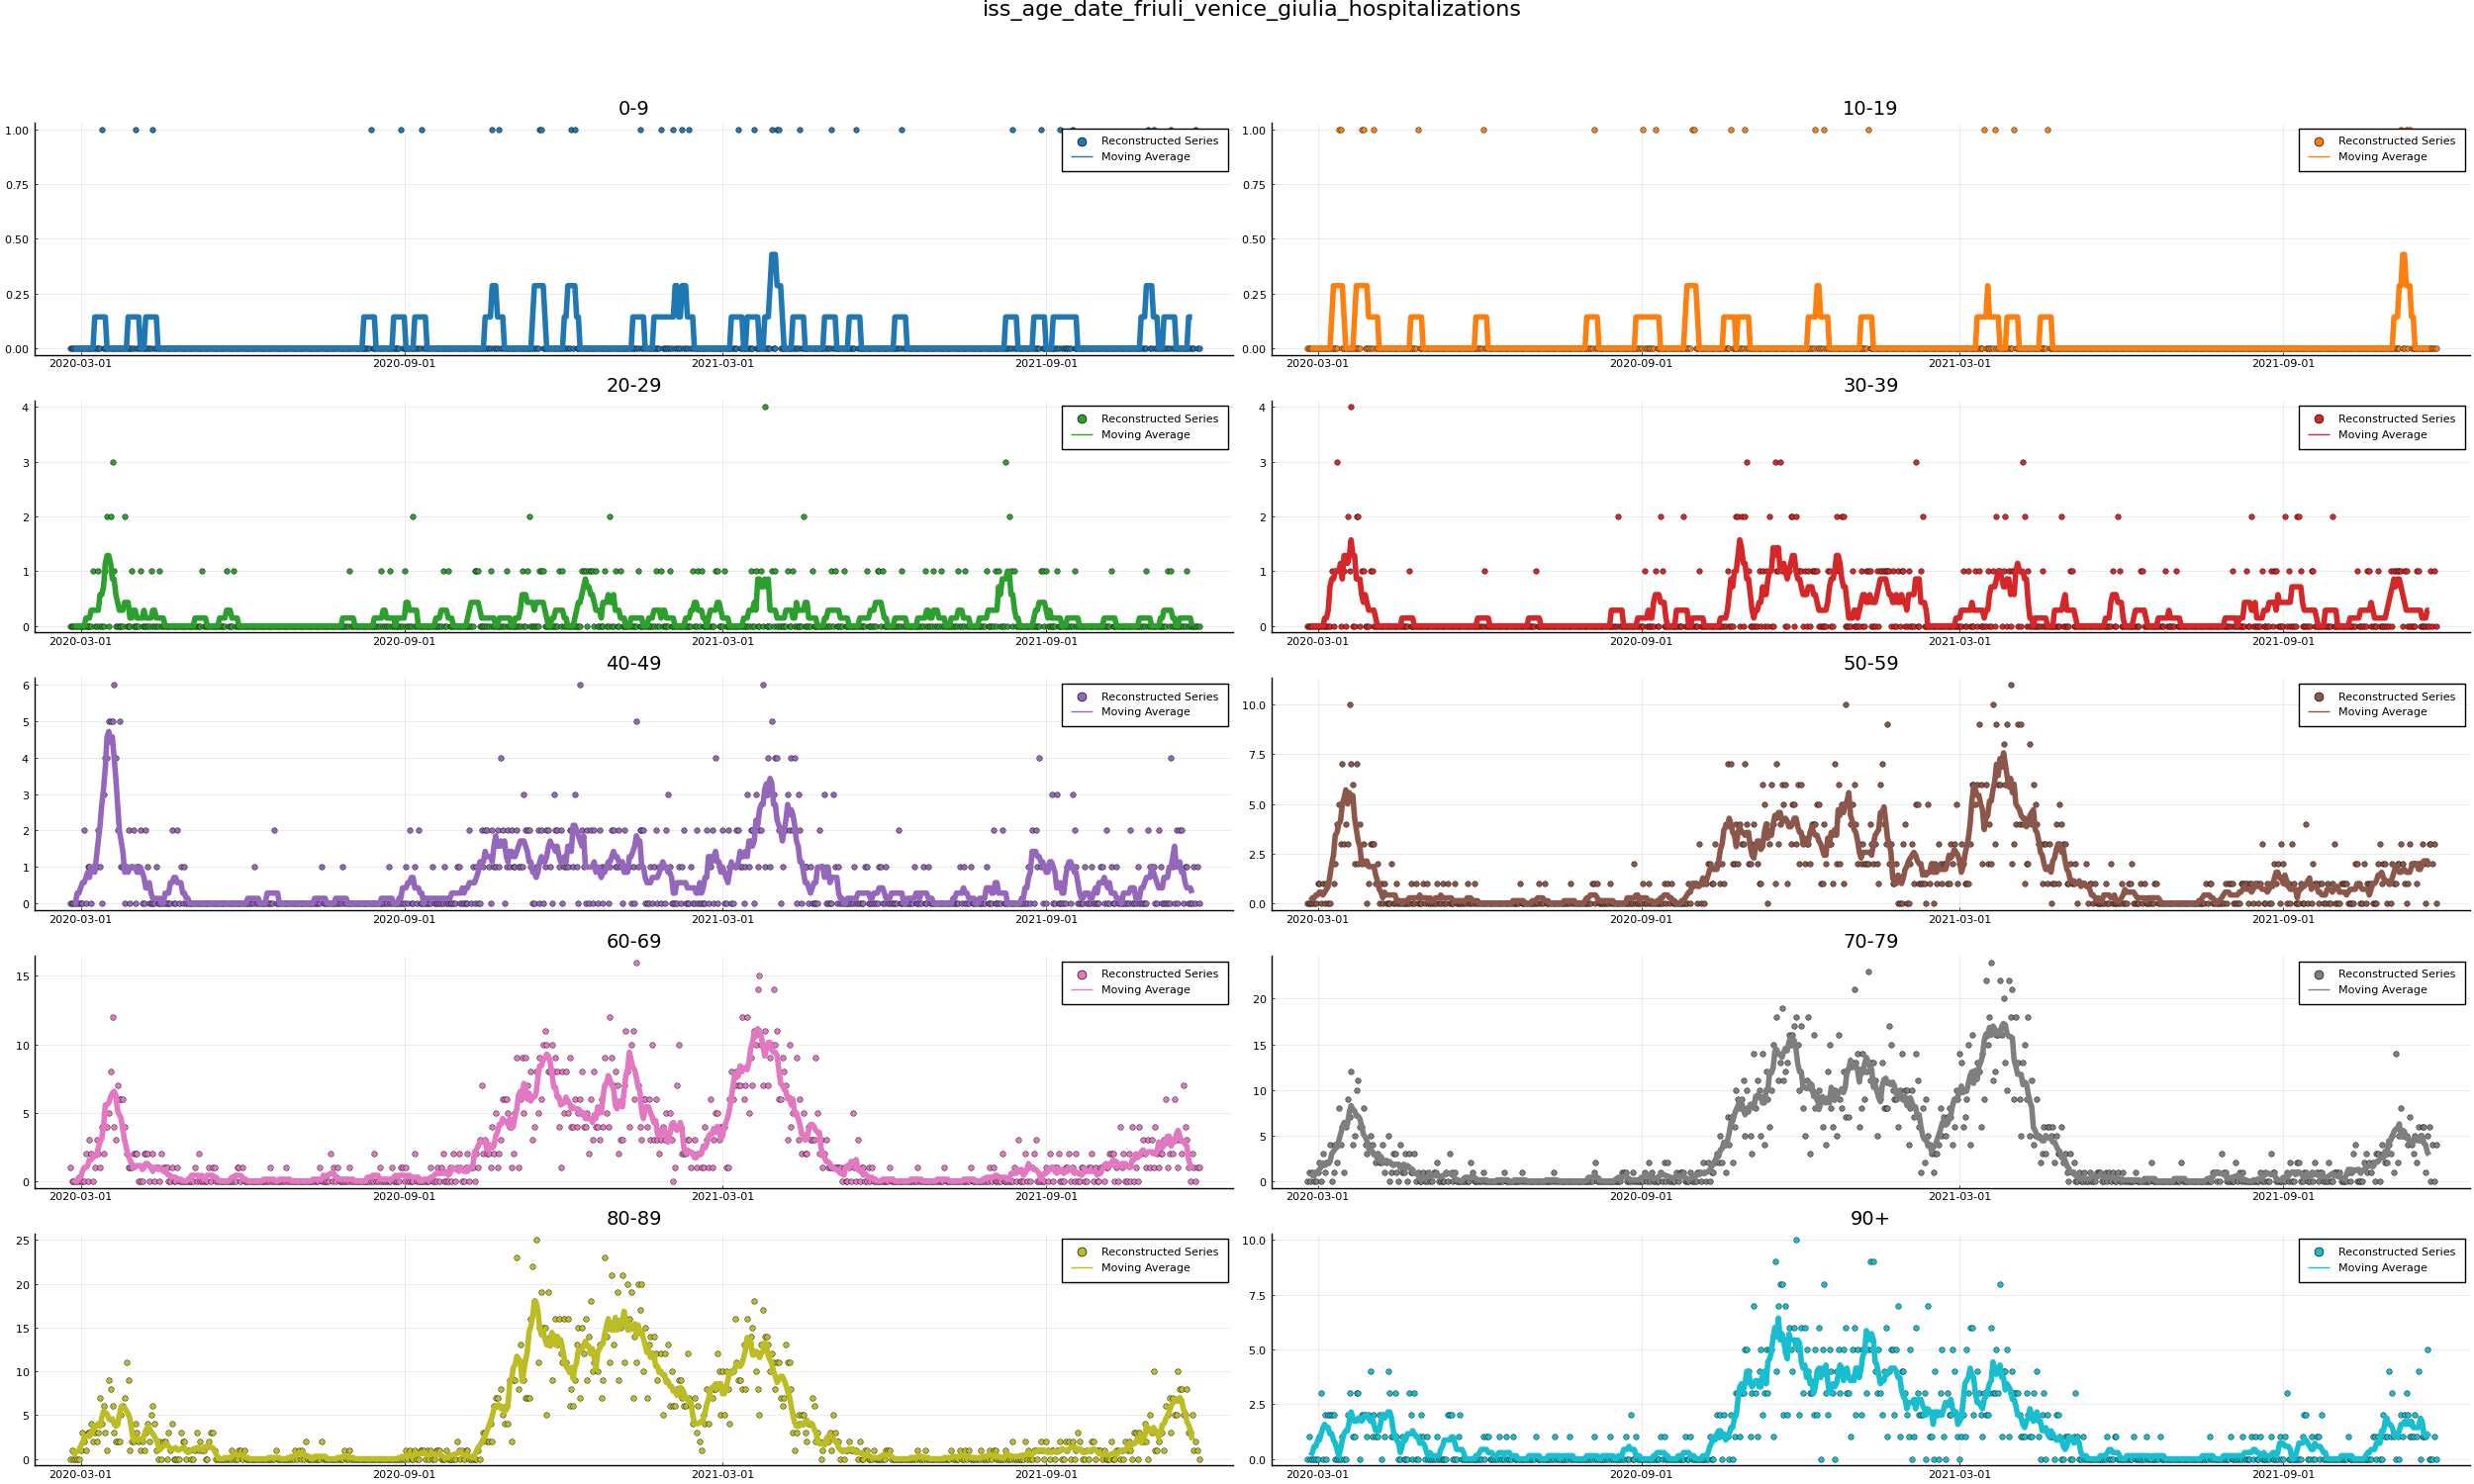 iss_age_date_friuli_venice_giulia_hospitalizations
0-9
1.00
0.75
0.50
0.25
0.00
Reconstructed Series
Moving Average
2020-03-01 2020-09-01 2021-03-01 2021-09-01
10-19
1.00
0.75
0.50
0.25
0.00
Reconstructed Series
Moving Average
2020-03-01 2020-09-01 2021-03-01 2021-09-01
20-29
4
3
2
1
0
Reconstructed Series
Moving Average
2020-03-01 2020-09-01 2021-03-01 2021-09-01
30-39
4
3
2
1
0
Reconstructed Series
Moving Average
2020-03-01 2020-09-01 2021-03-01 2021-09-01
40-49
6
5
4
3
2
1
0
Reconstructed Series
Moving Average
2020-03-01 2020-09-01 2021-03-01 2021-09-01
50-59
10.0
7.5
5.0
2.5
0.0
Reconstructed Series
Moving Average
2020-03-01 2020-09-01 2021-03-01 2021-09-01
60-69
15
10
5
0
Reconstructed Series
Moving Average
2020-03-01 2020-09-01 2021-03-01 2021-09-01
70-79
20
15
10
5
0
Reconstructed Series
Moving Average
2020-03-01 2020-09-01 2021-03-01 2021-09-01
80-89
25
20
15
10
5
0
Reconstructed Series
Moving Average
2020-03-01 2020-09-01 2021-03-01 2021-09-01
90+
10.0
7.5
5.0
2.5
0.0
Reconstructed Series
Moving Average
2020-03-01 2020-09-01 2021-03-01 2021-09-01